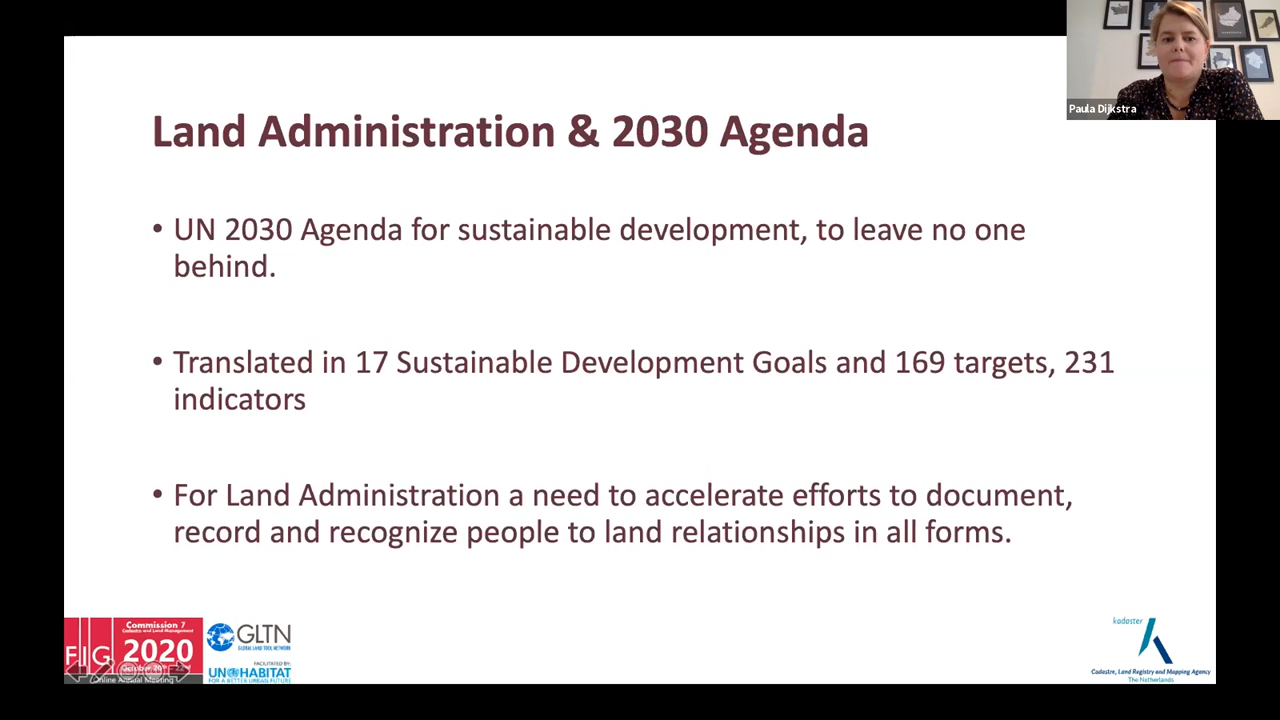 Paula Dijkstra
Land Administration & 2030 Agenda
• UN 2030 Agenda for sustainable development, to leave no one
behind.
• Translated in 17 Sustainable Development Goals and 169 targets, 231
indicators
• For Land Administration a need to accelerate efforts to document,
record and recognize people to land relationships in all forms.
Commission 7
Cadastre and Land Management
FIG 2020
Online Annual Meeting
GLTN
GLOBAL LAND TOOL NETWORK
FACILITATED BY:
UN HABITAT
FOR A BETTER URBAN FUTURE
kadaster
Cadastre, Land Registry and Mapping Agency
The Netherlands